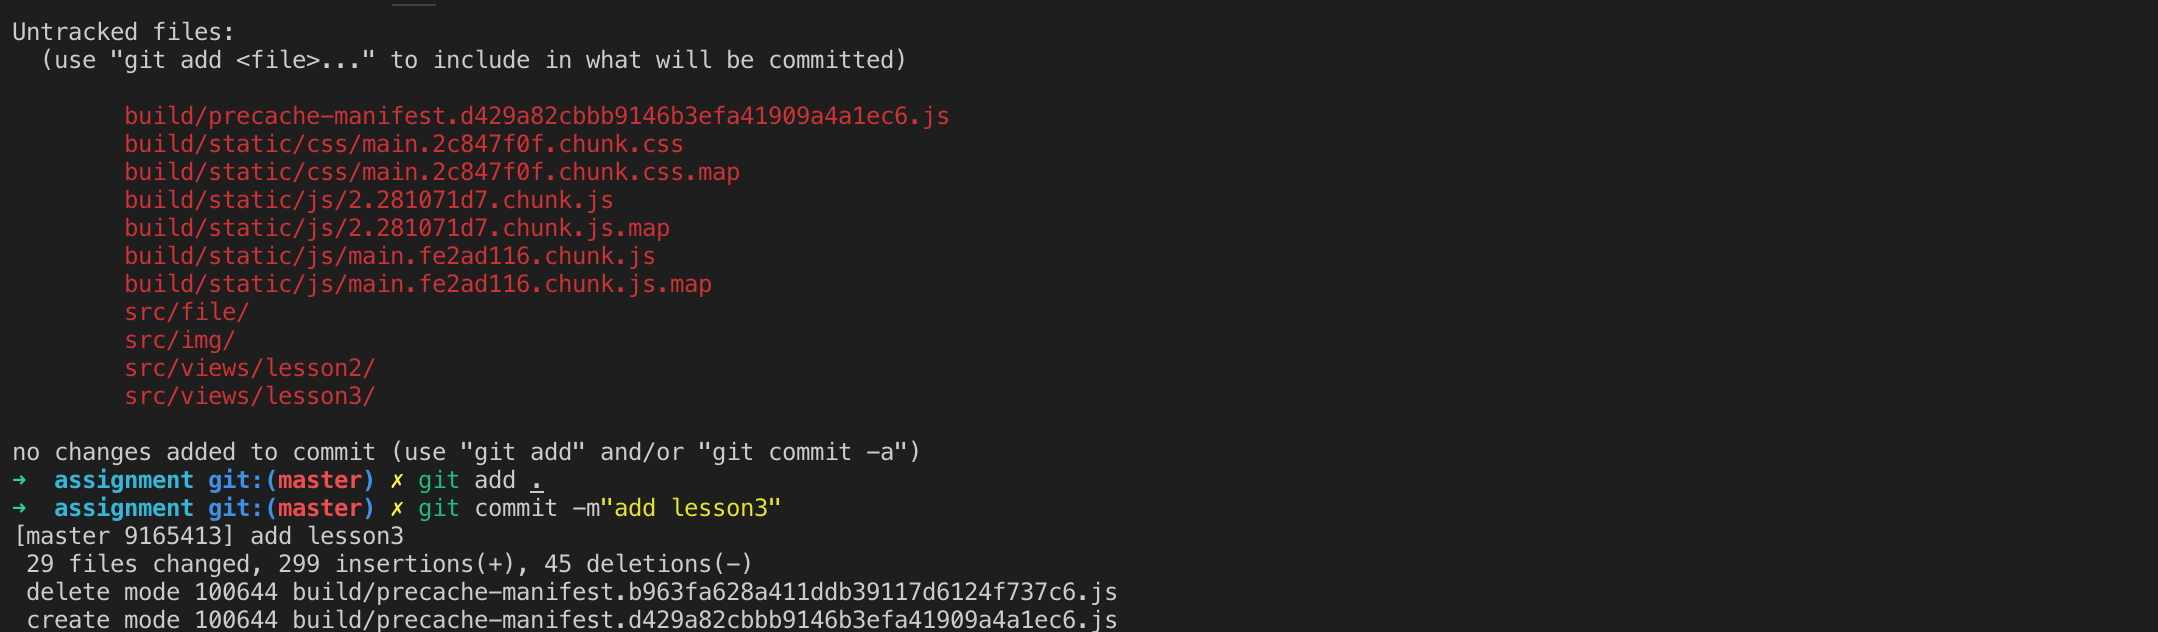 Untracked files:
  (use "git add <file>..." to include in what will be committed)

        build/precache-manifest.d429a82cbbb9146b3efa41909a4a1ec6.js
        build/static/css/main.2c847f0f.chunk.css
        build/static/css/main.2c847f0f.chunk.css.map
        build/static/js/2.281071d7.chunk.js
        build/static/js/2.281071d7.chunk.js.map
        build/static/js/main.fe2ad116.chunk.js
        build/static/js/main.fe2ad116.chunk.js.map
        src/file/
        src/img/
        src/views/lesson2/
        src/views/lesson3/

no changes added to commit (use "git add" and/or "git commit -a")
➜  assignment git:(master) ✗ git add .
➜  assignment git:(master) ✗ git commit -m"add lesson3"
[master 9165413] add lesson3
 29 files changed, 299 insertions(+), 45 deletions(-)
 delete mode 100644 build/precache-manifest.b963fa628a411ddb39117d6124f737c6.js
 create mode 100644 build/precache-manifest.d429a82cbbb9146b3efa41909a4a1ec6.js